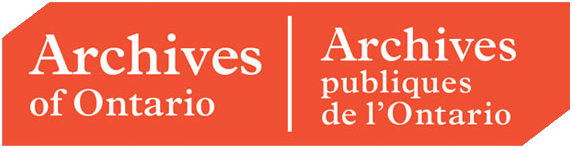 Archives
of Ontario
Archives
publiques
de l'Ontario